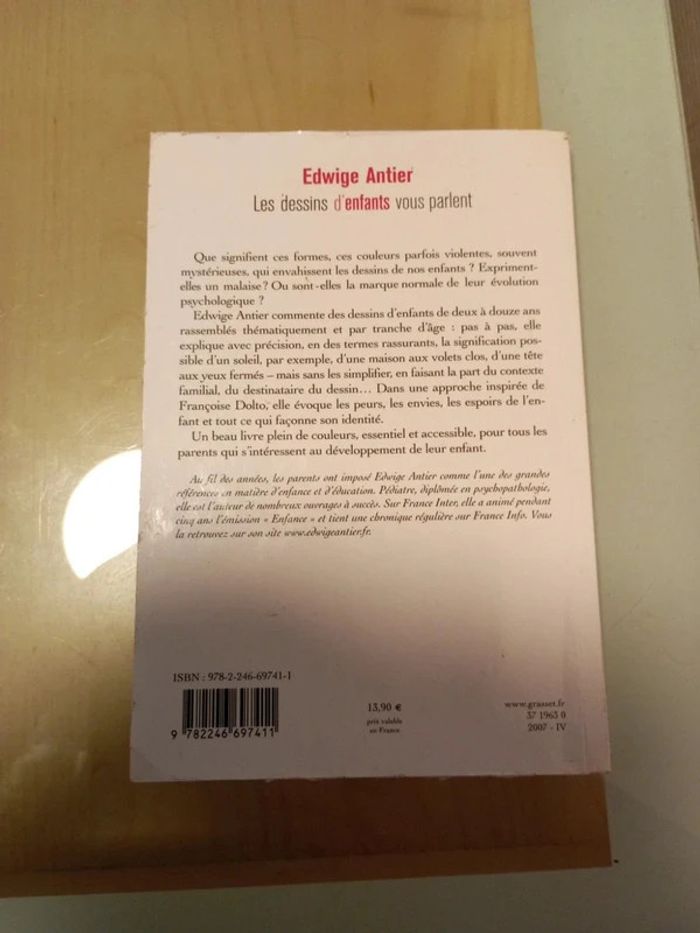 Edwige Antier
Les dessins d'enfants vous parlent
Que signifient ces formes, ces couleurs parfois violentes, souvent
mystérieuses, qui envahissent les dessins de nos enfants ? Expriment-
elles un malaise ? Ou sont-elles la marque normale de leur évolution
psychologique ?
Edwige Antier commente des dessins d'enfants de deux à douze ans
rassemblés thématiquement et par tranche d'âge : pas à pas, elle
explique avec précision, en des termes rassurants, la signification pos-
sible d'un soleil, par exemple, d'une maison aux volets clos, d'une tête
aux yeux fermés – mais sans les simplifier, en faisant la part du contexte
familial, du destinataire du dessin… Dans une approche inspirée de
Françoise Dolto, elle évoque les peurs, les envies, les espoirs de l'en-
fant et tout ce qui façonne son identité.
Un beau livre plein de couleurs, essentiel et accessible, pour tous les
parents qui s'intéressent au développement de leur enfant.
Au fil des années, les parents ont imposé Edwige Antier comme l'une des grandes
références en matière d'enfance et d'éducation. Pédiatre, diplômée en psychopathologie,
elle est l'auteur de nombreux ouvrages à succès. Sur France Inter, elle a animé pendant
cinq ans l'émission « Enfance » et tient une chronique régulière sur France Info. Vous
la retrouvez sur son site www.edwigeantier.fr.
ISBN : 978-2-246-69741-1
9 782246 697411
13,90 €
prix valable
en France
www.grasset.fr
37 1963 0
2007 - IV